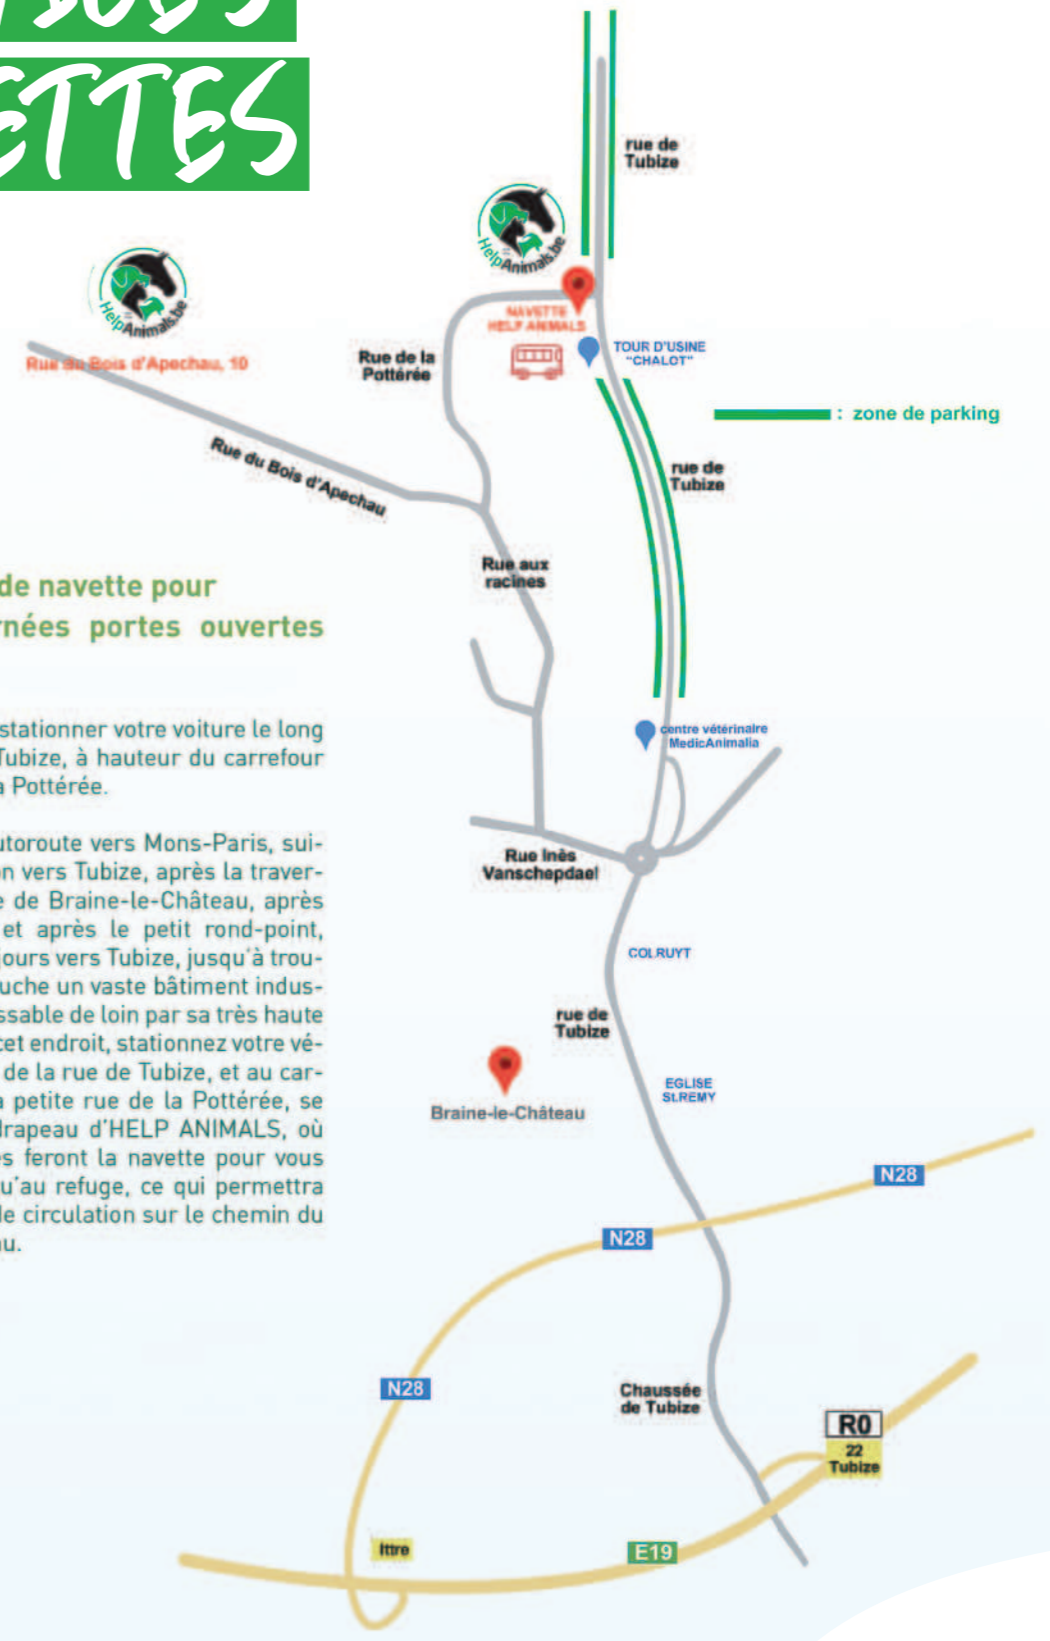 ETTES
rue de
Tubize
HelpAnimals.be
HelpAnimals.be
NAVETTE
HELP ANIMALS
TOUR D'USINE
"CHALOT"
Rue de la
Pottérée
Rue du Bois d'Apechau, 10
: zone de parking
Rue du Bois d'Apechau
rue de
Tubize
Rue aux
racines
de navette pour
rnées portes ouvertes
stationner votre voiture le long
Tubize, à hauteur du carrefour
a Pottérée.
utoroute vers Mons-Paris, sui-
n vers Tubize, après la traver-
e de Braine-le-Château, après
et après le petit rond-point,
jours vers Tubize, jusqu'à trou-
uche un vaste bâtiment indus-
ssable de loin par sa très haute
cet endroit, stationnez votre vé-
de la rue de Tubize, et au car-
a petite rue de la Pottérée, se
drapeau d'HELP ANIMALS, où
es feront la navette pour vous
u'au refuge, ce qui permettra
de circulation sur le chemin du
au.
centre vétérinaire
MedicAnimalia
Rue Inès
Vanschepdael
COLRUYT
rue de
Tubize
Braine-le-Château
EGLISE
St.REMY
N28
N28
N28
Chaussée
de Tubize
R0
22
Tubize
Ittre
E19